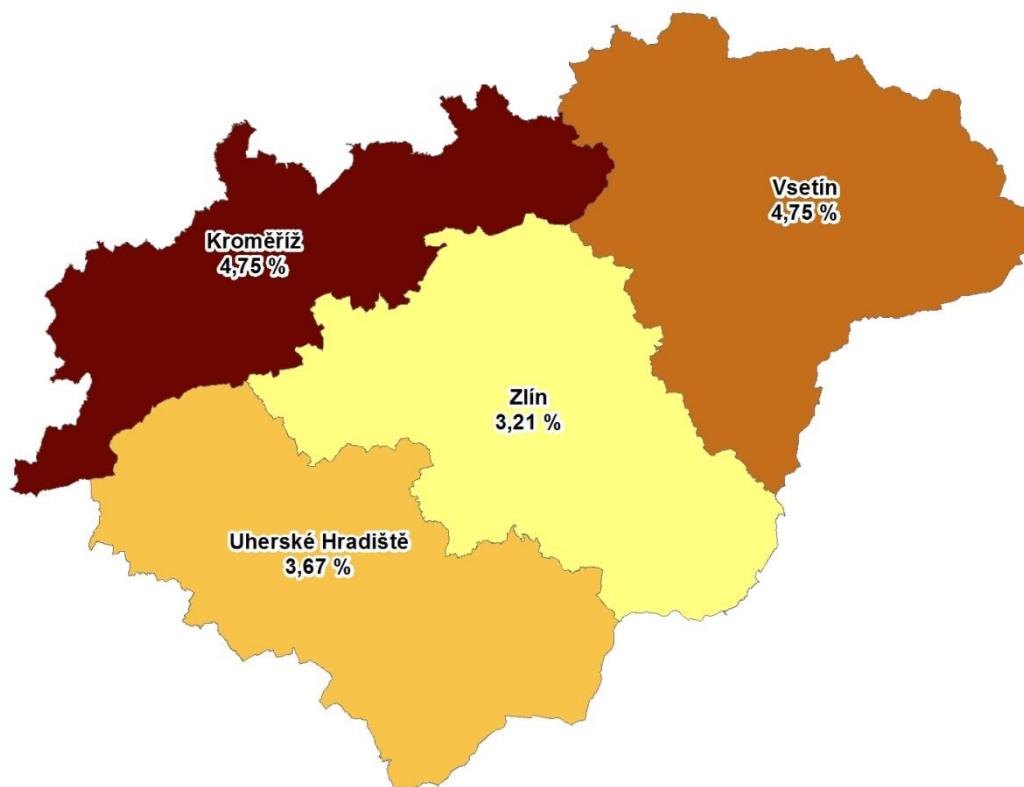 Vsetín
4,75 %
Kroměříž
4,75 %
Zlín
3,21 %
Uherské Hradiště
3,67 %